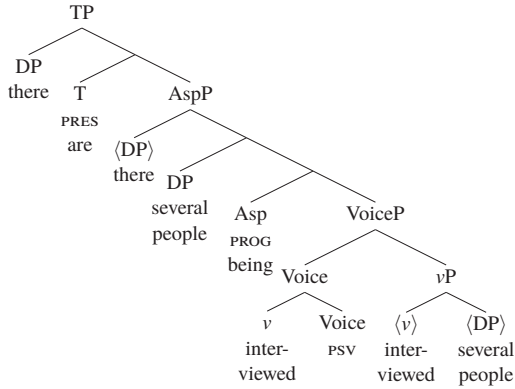 TP
DP
there
T
PRES
are
AspP
⟨DP⟩
there
DP
several
people
Asp
PROG
being
VoiceP
Voice
vP
v
inter-
viewed
Voice
PSV
⟨v⟩
inter-
viewed
⟨DP⟩
several
people